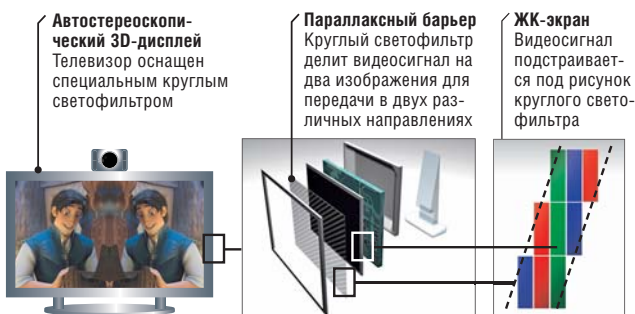 Автостереоскопи-
ческий 3D-дисплей
Телевизор оснащен
специальным круглым
светофильтром
Параллаксный барьер
Круглый светофильтр
делит видеосигнал на
два изображения для
передачи в двух раз-
личных направлениях
ЖК-экран
Видеосигнал
подстраивает-
ся под рисунок
круглого свето-
фильтра